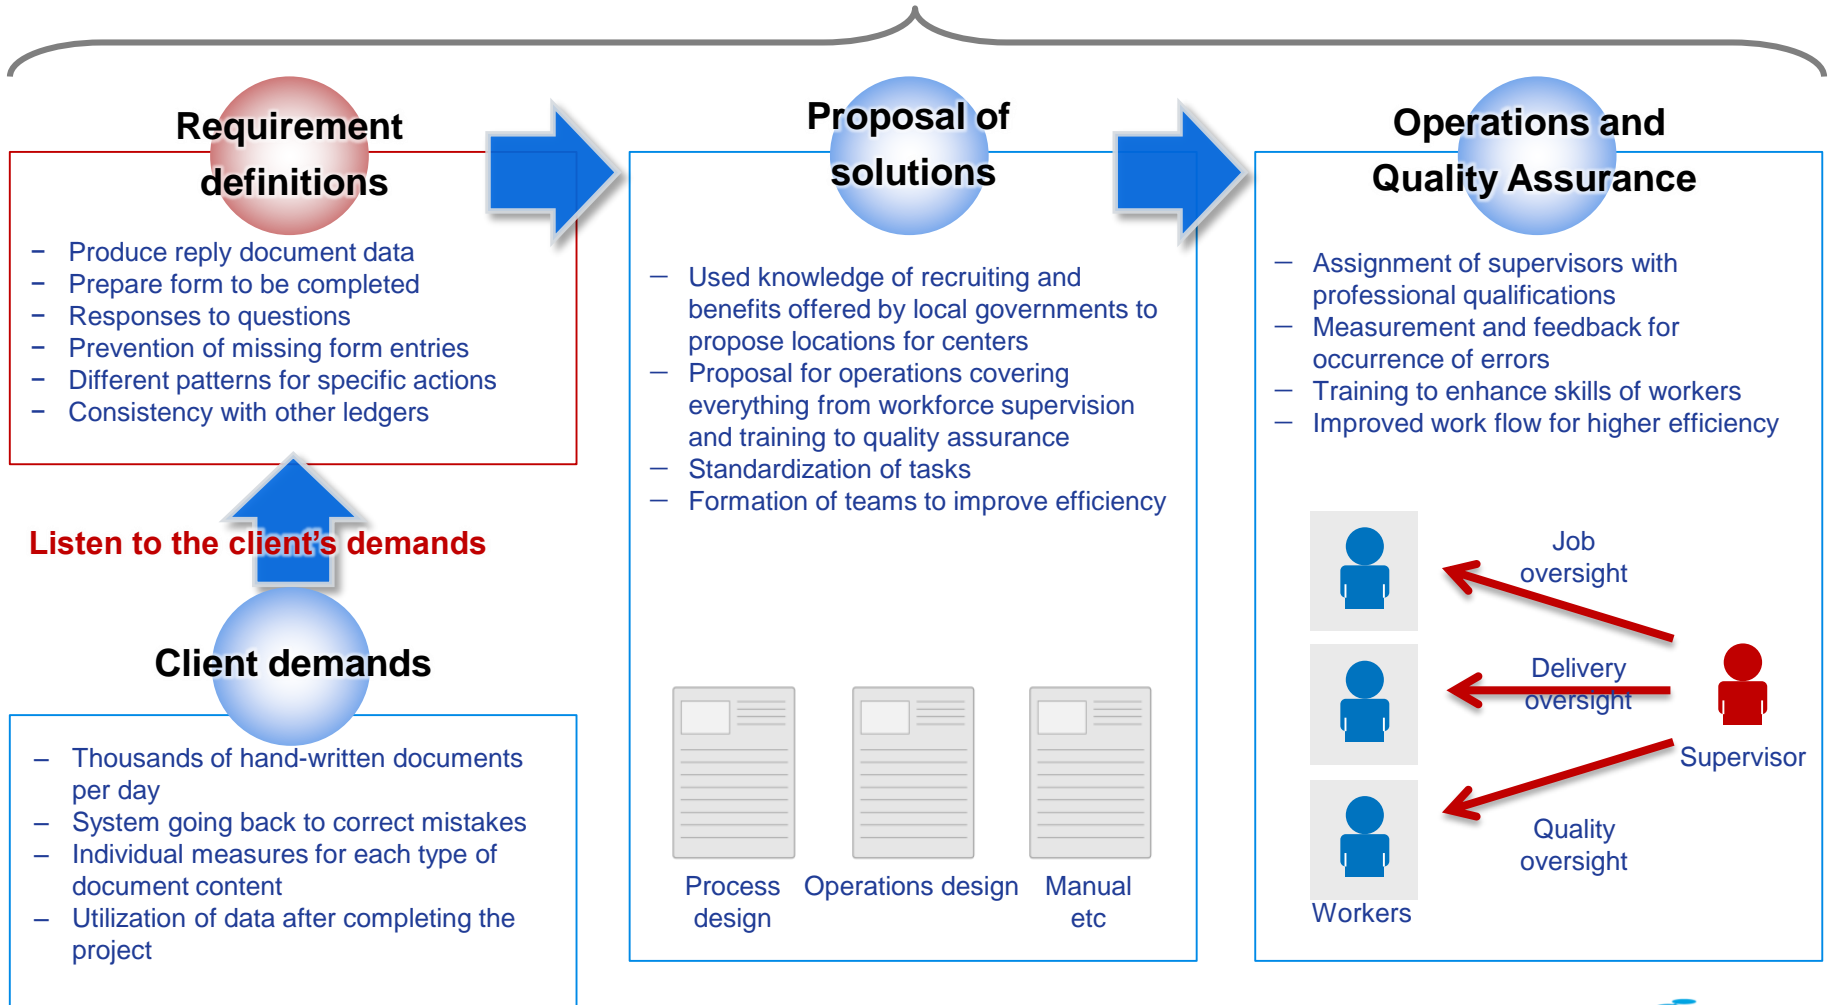 Requirement
definitions
− Produce reply document data
− Prepare form to be completed
− Responses to questions
− Prevention of missing form entries
− Different patterns for specific actions
− Consistency with other ledgers
Listen to the client's demands
Client demands
– Thousands of hand-written documents
per day
– System going back to correct mistakes
– Individual measures for each type of
document content
– Utilization of data after completing the
project
Proposal of
solutions
— Used knowledge of recruiting and
benefits offered by local governments to
propose locations for centers
— Proposal for operations covering
everything from workforce supervision
and training to quality assurance
— Standardization of tasks
— Formation of teams to improve efficiency
Process
design
Operations design
Manual
etc
Operations and
Quality Assurance
— Assignment of supervisors with
professional qualifications
— Measurement and feedback for
occurrence of errors
— Training to enhance skills of workers
— Improved work flow for higher efficiency
Job
oversight
Delivery
oversight
Quality
oversight
Supervisor
Workers